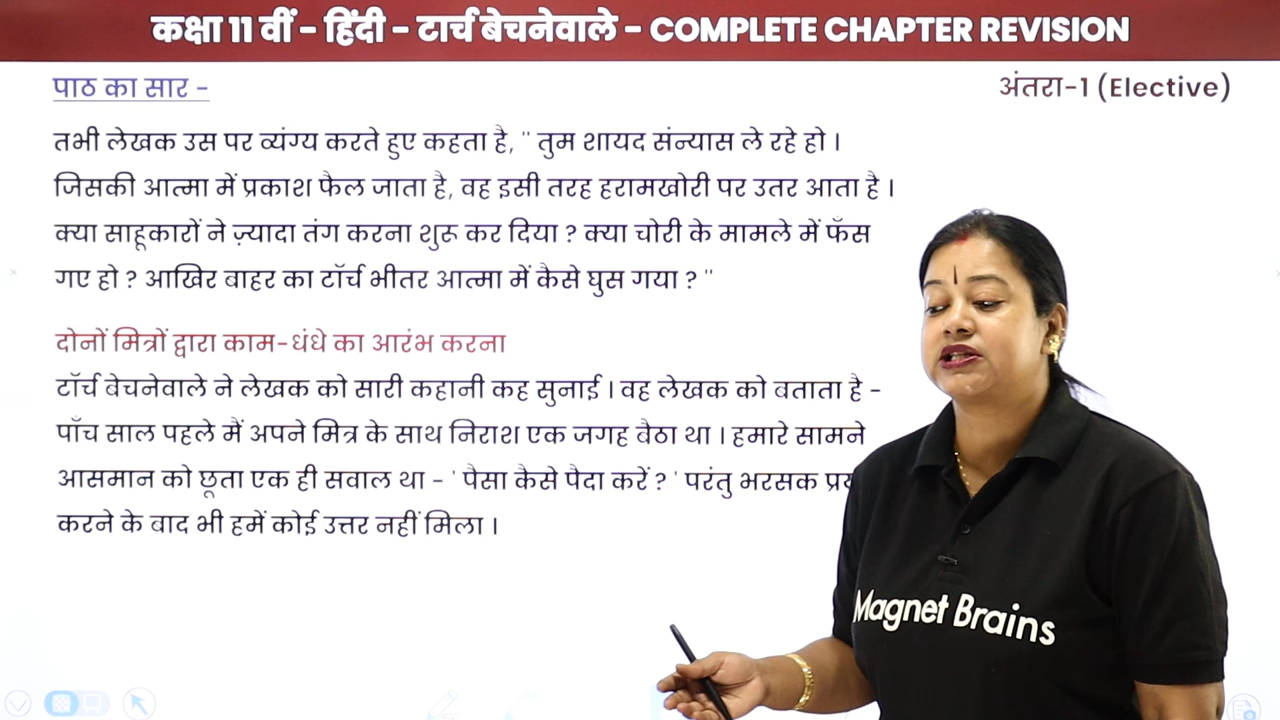 कक्षा 11 वीं - हिंदी - टार्च बेचनेवाले - COMPLETE CHAPTER REVISION
पाठ का सार -
अंतरा-1 (Elective)
तभी लेखक उस पर व्यंग्य करते हुए कहता है, " तुम शायद संन्यास ले रहे हो ।
जिसकी आत्मा में प्रकाश फैल जाता है, वह इसी तरह हरामखोरी पर उतर आता है ।
क्या साहूकारों ने ज़्यादा तंग करना शुरू कर दिया ? क्या चोरी के मामले में फँस
गए हो ? आखिर बाहर का टॉर्च भीतर आत्मा में कैसे घुस गया ? "
दोनों मित्रों द्वारा काम-धंधे का आरंभ करना
टॉर्च बेचनेवाले ने लेखक को सारी कहानी कह सुनाई । वह लेखक को बताता है -
पाँच साल पहले मैं अपने मित्र के साथ निराश एक जगह बैठा था । हमारे सामने
आसमान को छूता एक ही सवाल था - ' पैसा कैसे पैदा करें ? ' परंतु भरसक
करने के बाद भी हमें कोई उत्तर नहीं मिला ।
Magnet Brains